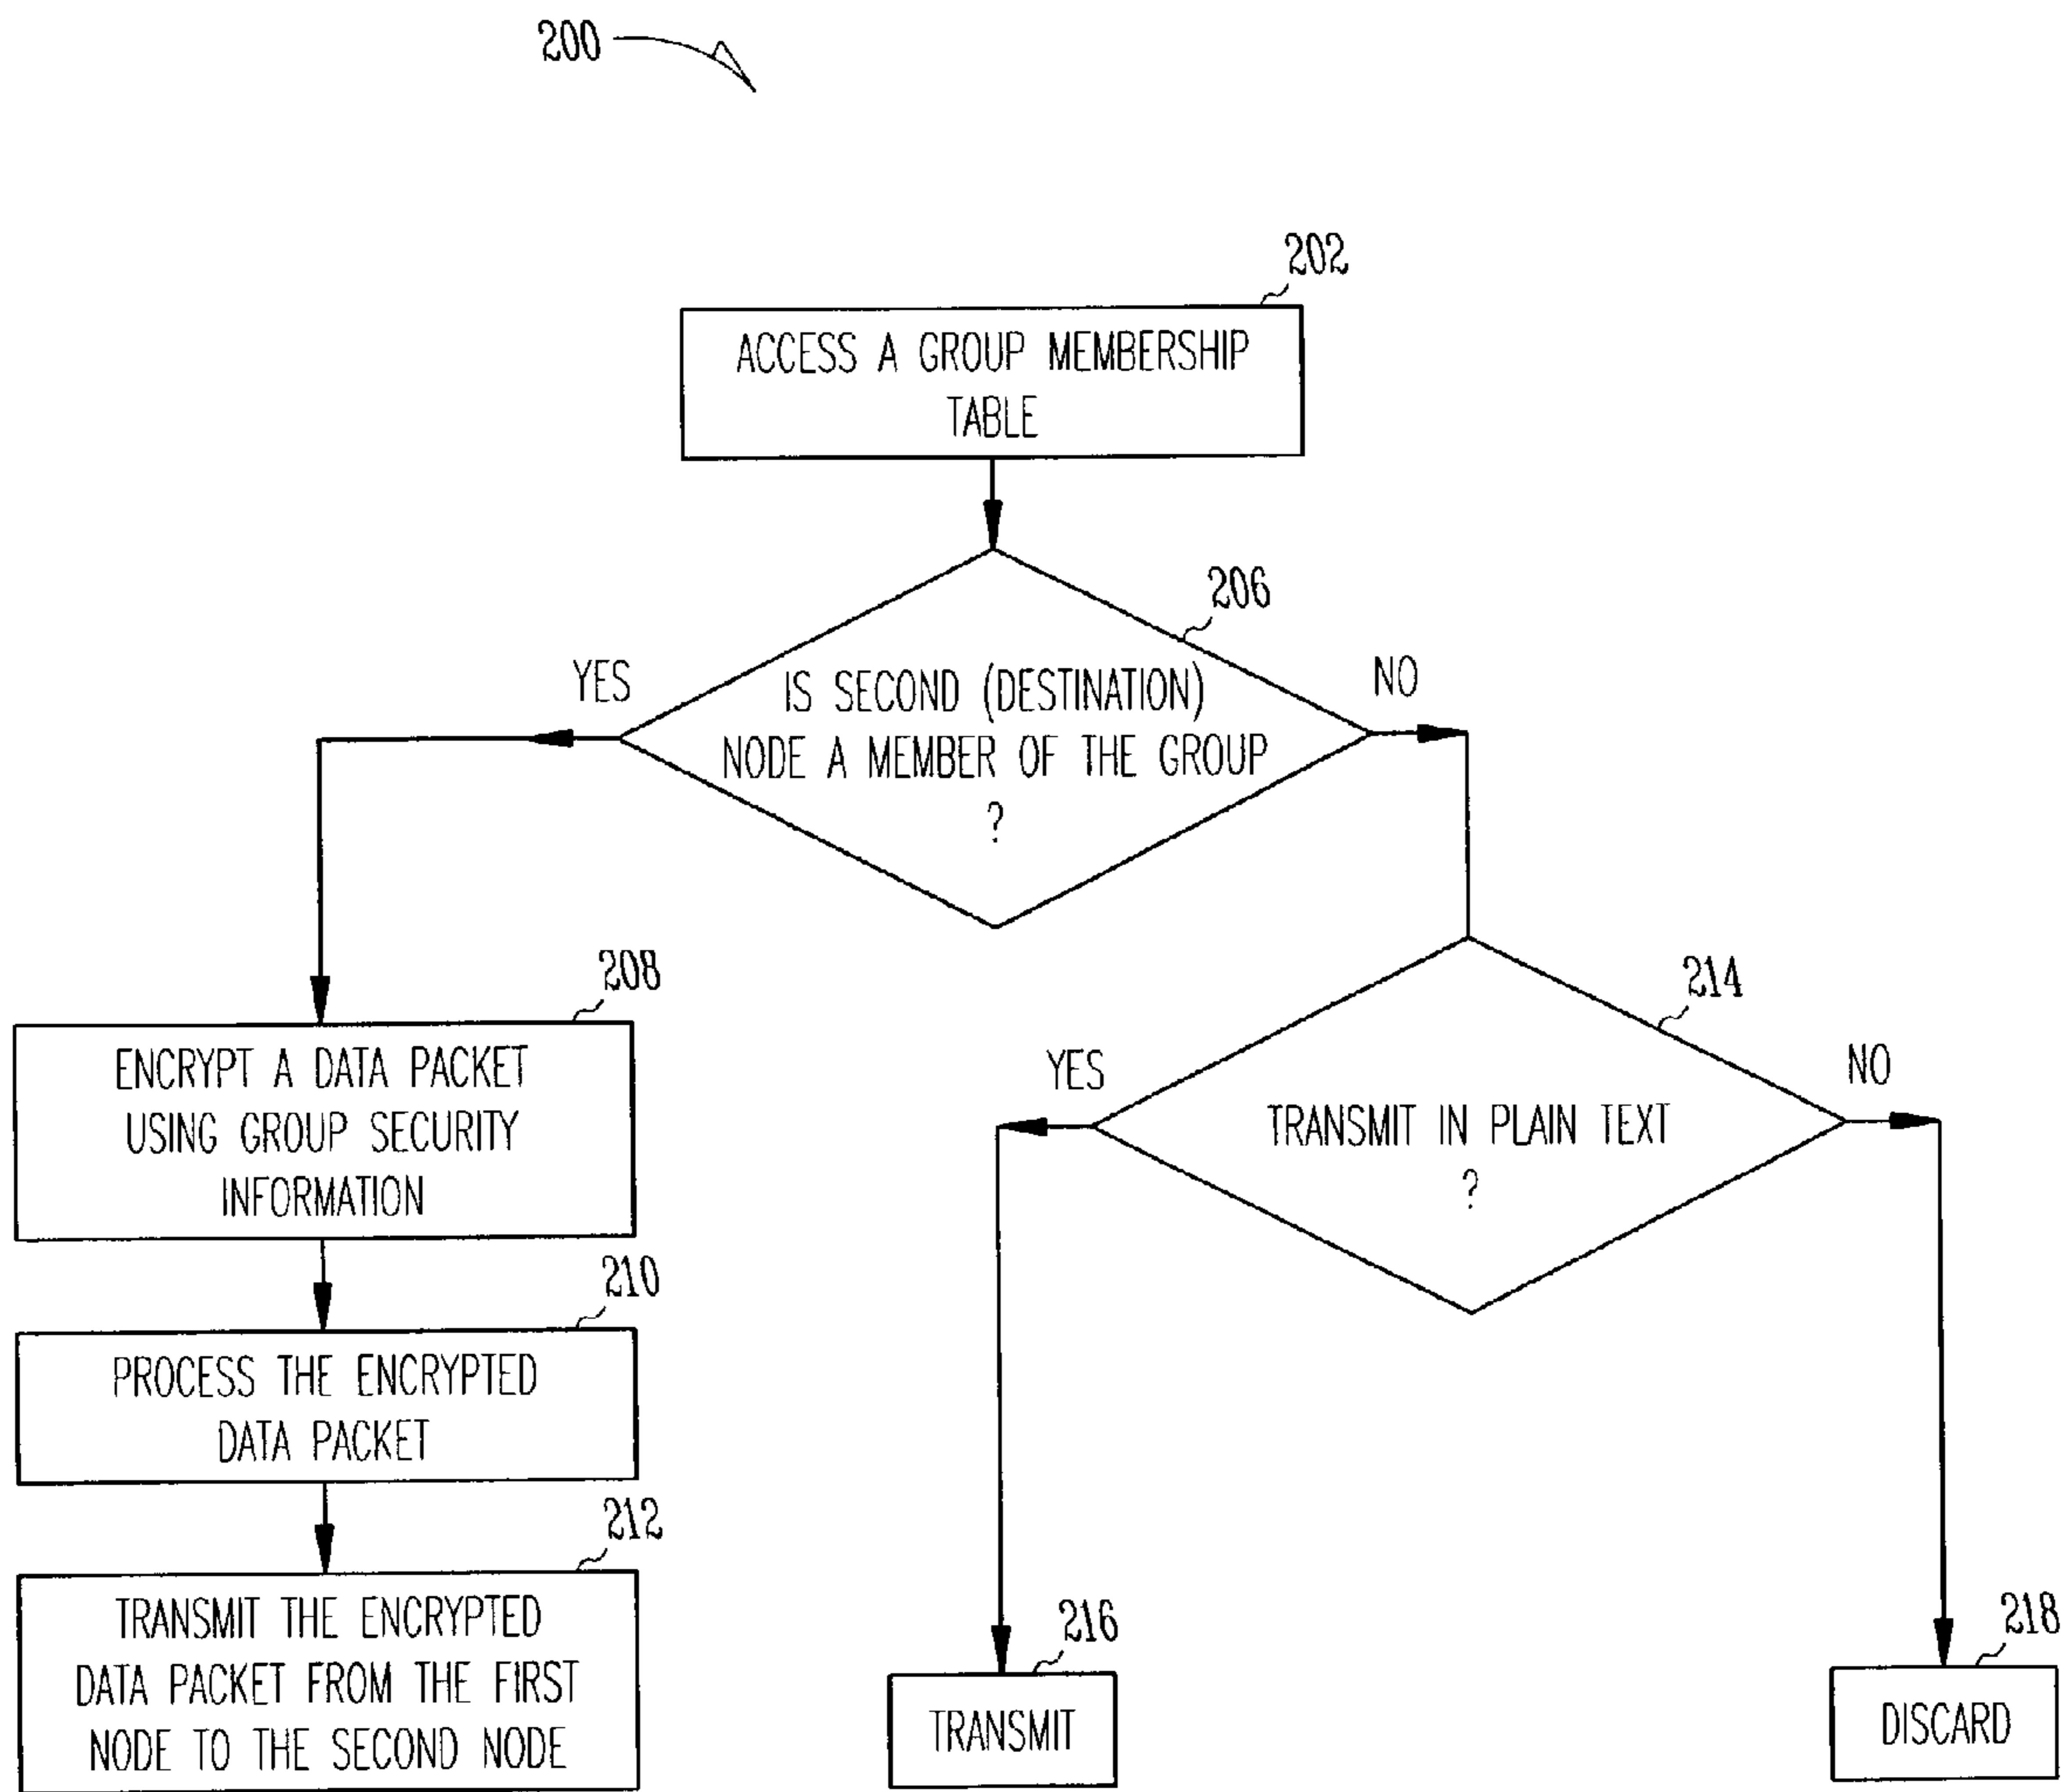 200
202
ACCESS A GROUP MEMBERSHIP
TABLE
206
YES
NO
IS SECOND (DESTINATION)
NODE A MEMBER OF THE GROUP
?
208
ENCRYPT A DATA PACKET
USING GROUP SECURITY
INFORMATION
214
YES
NO
TRANSMIT IN PLAIN TEXT
?
210
PROCESS THE ENCRYPTED
DATA PACKET
212
TRANSMIT THE ENCRYPTED
DATA PACKET FROM THE FIRST
NODE TO THE SECOND NODE
216
TRANSMIT
218
DISCARD